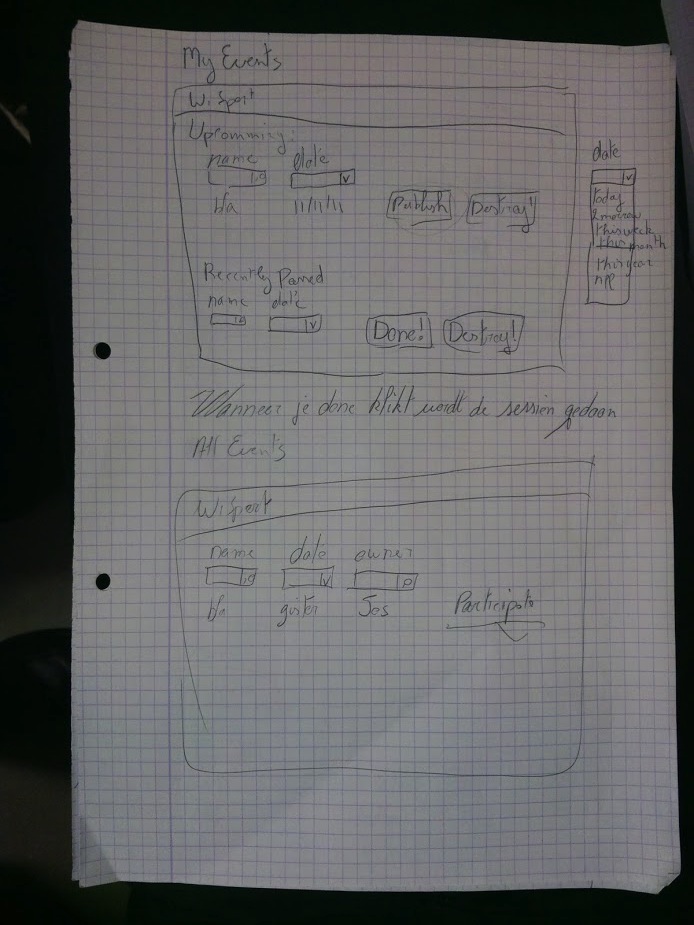 My Events
WiSport
Upcomming:
name date
bla 11/11/11 Publish Destroy!
date
today
2morrow
this week
this month
this year
all
Recently Passed
name date
Done! Destroy!
Wanneer je done klikt wordt de sessien gedaan
All Events
WiSport
name date owner
bla gister Jos Participate